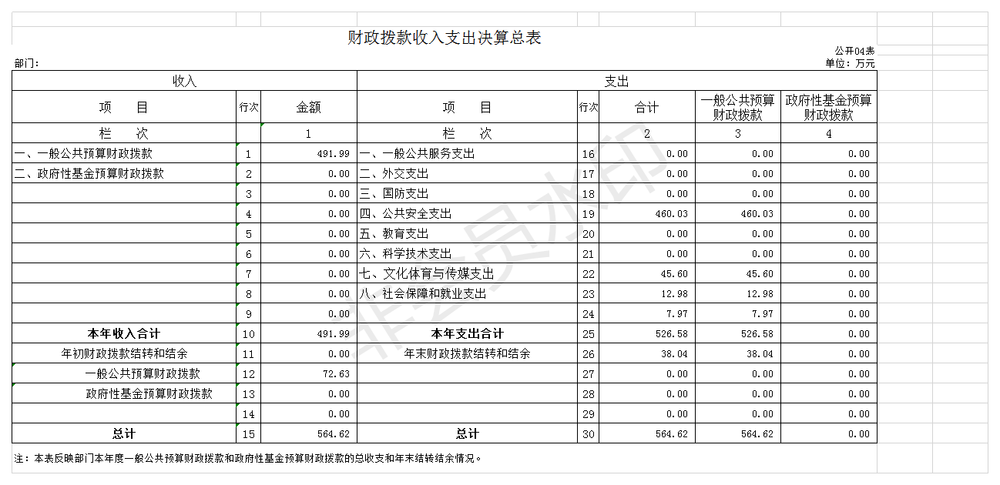 财政拨款收入支出决算总表
公开04表
部门： 单位：万元
收入 支出
项 目 行次 金额 项 目 行次 合计 一般公共预算财政拨款 政府性基金预算财政拨款
栏 次 1 栏 次 2 3 4
一、一般公共预算财政拨款 1 491.99 一、一般公共服务支出 16 0.00 0.00 0.00
二、政府性基金预算财政拨款 2 0.00 二、外交支出 17 0.00 0.00 0.00
3 0.00 三、国防支出 18 0.00 0.00 0.00
4 0.00 四、公共安全支出 19 460.03 460.03 0.00
5 0.00 五、教育支出 20 0.00 0.00 0.00
6 0.00 六、科学技术支出 21 0.00 0.00 0.00
7 0.00 七、文化体育与传媒支出 22 45.60 45.60 0.00
8 0.00 八、社会保障和就业支出 23 12.98 12.98 0.00
9 0.00 24 7.97 7.97 0.00
本年收入合计 10 491.99 本年支出合计 25 526.58 526.58 0.00
年初财政拨款结转和结余 11 0.00 年末财政拨款结转和结余 26 38.04 38.04 0.00
一般公共预算财政拨款 12 72.63 27 0.00 0.00 0.00
政府性基金预算财政拨款 13 0.00 28 0.00 0.00 0.00
14 0.00 29 0.00 0.00 0.00
总计 15 564.62 总计 30 564.62 564.62 0.00
注：本表反映部门本年度一般公共预算财政拨款和政府性基金预算财政拨款的总收支和年末结转结余情况。
非会员水印